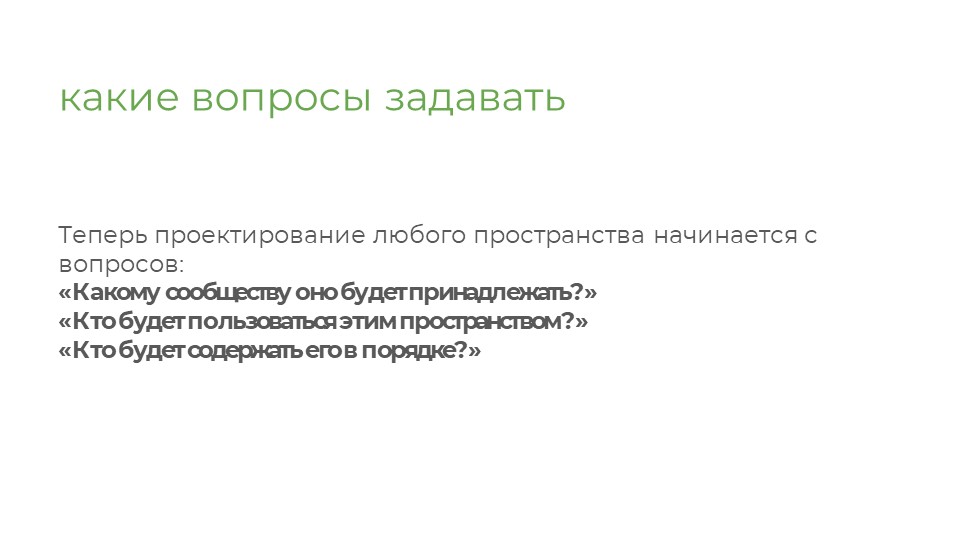 какие вопросы задавать
Теперь проектирование любого пространства начинается с
вопросов:
«Какому сообществу оно будет принадлежать?»
«Кто будет пользоваться этим пространством?»
«Кто будет содержать его в порядке?»